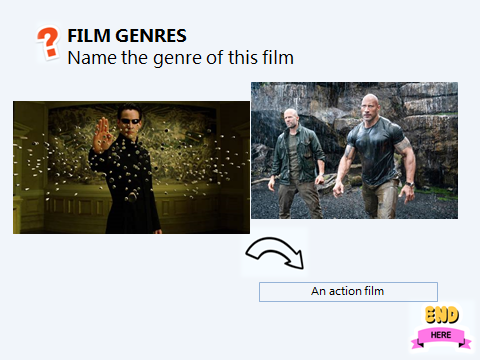 FILM GENRES
Name the genre of this film
An action film
END
HERE